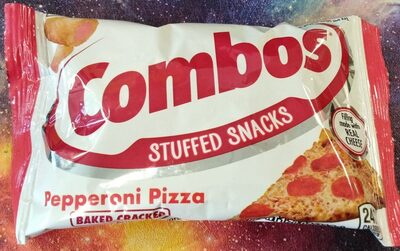 Combos
STUFFED SNACKS
Filling
made with
REAL
CHEESE
Pepperoni Pizza
BAKED CRACKER